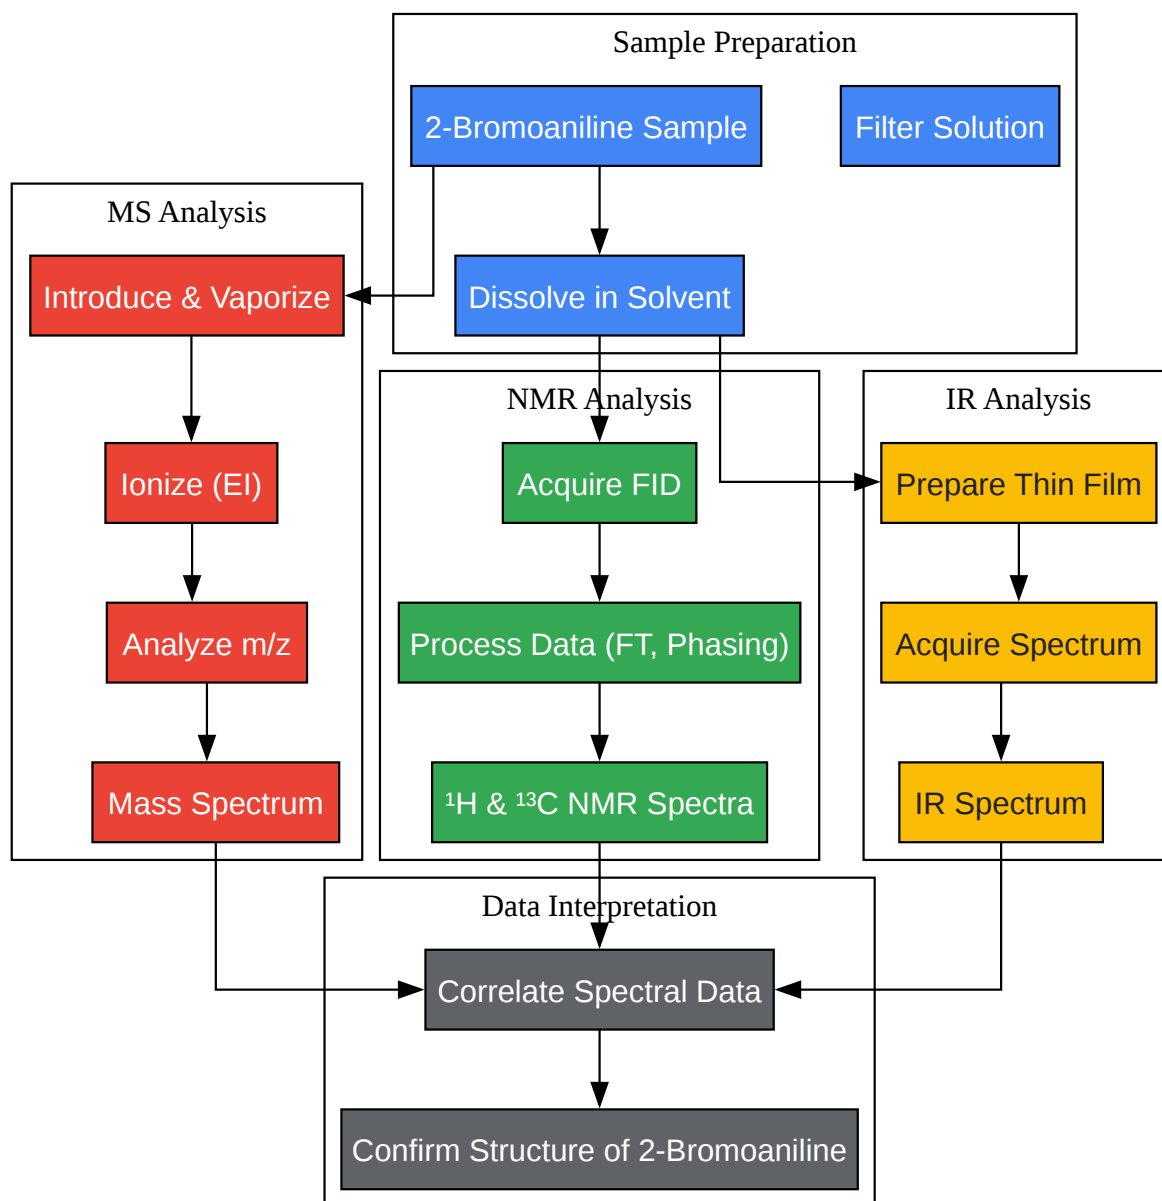 Sample Preparation
2-Bromoaniline Sample
Filter Solution
MS Analysis
Introduce & Vaporize
Dissolve in Solvent
NMR Analysis
IR Analysis
Ionize (EI)
Acquire FID
Prepare Thin Film
Analyze m/z
Process Data (FT, Phasing)
Acquire Spectrum
Mass Spectrum
¹H & ¹³C NMR Spectra
IR Spectrum
Data Interpretation
Correlate Spectral Data
Confirm Structure of 2-Bromoaniline